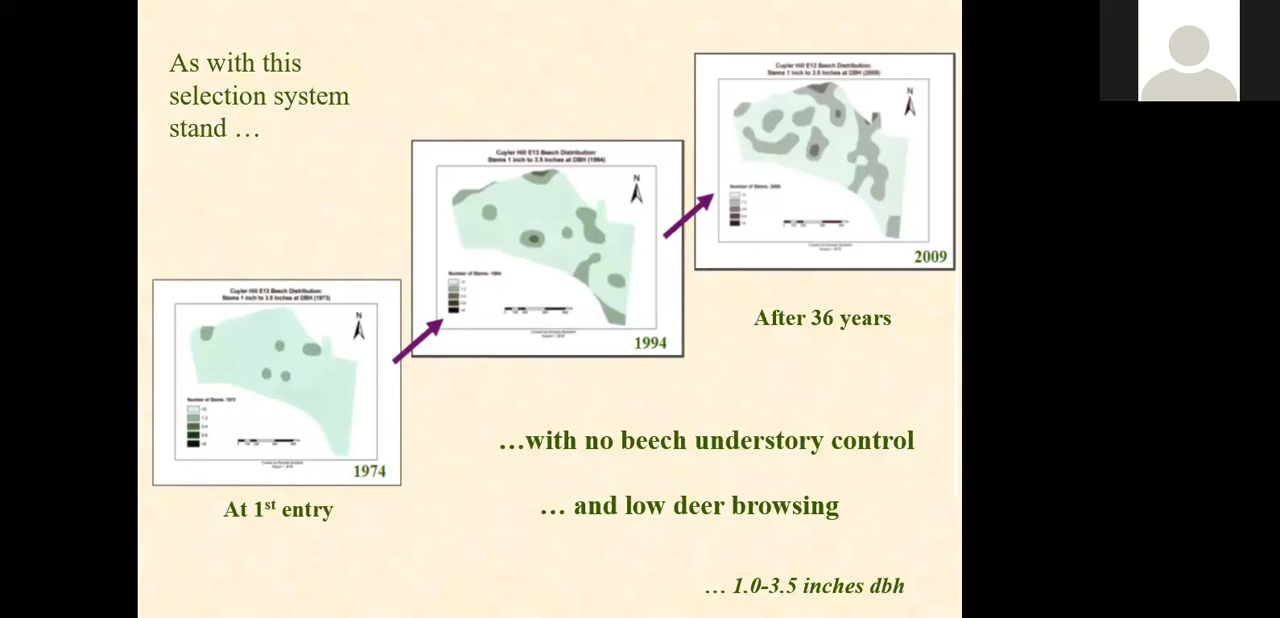 As with this
selection system
stand …
Cuyler Hill E13 Beech Distribution:
Stems 1 inch to 3.5 Inches at DBH (1973)
N
Number of Stems: 1973
1974
At 1st entry
Cuyler Hill E13 Beech Distribution:
Stems 1 inch to 3.5 Inches at DBH (1994)
N
Number of Stems: 1994
1994
Cuyler Hill E13 Beech Distribution:
Stems 1 inch to 3.5 Inches at DBH (2009)
N
Number of Stems: 2009
2009
After 36 years
…with no beech understory control
… and low deer browsing
… 1.0-3.5 inches dbh